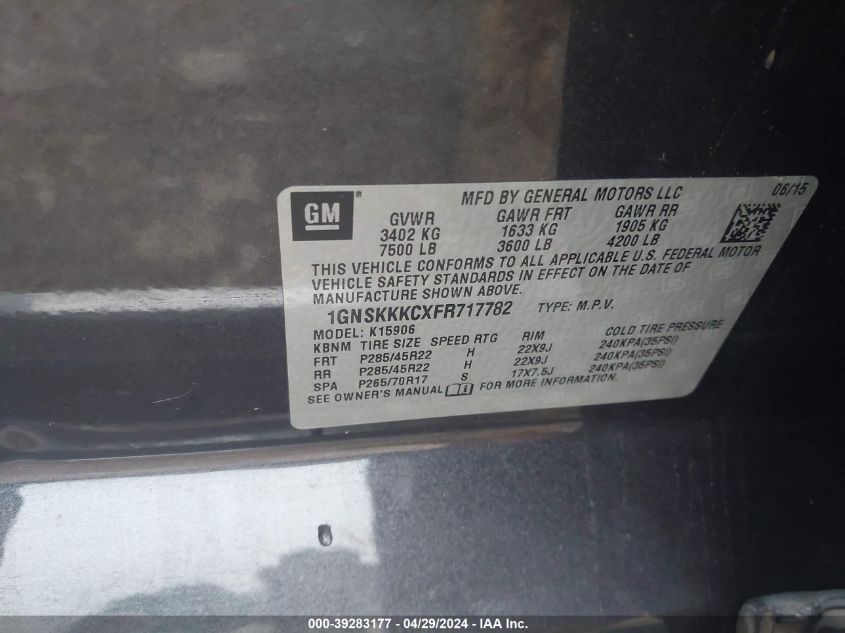 GM®
MFD BY GENERAL MOTORS LLC 06/15
GVWR GAWR FRT GAWR RR
3402 KG 1633 KG 1905 KG
7500 LB 3600 LB 4200 LB
THIS VEHICLE CONFORMS TO ALL APPLICABLE U.S. FEDERAL MOTOR
VEHICLE SAFETY STANDARDS IN EFFECT ON THE DATE OF
MANUFACTURE SHOWN ABOVE.
1GNSKKKCXFR717782 TYPE: M.P.V.
MODEL: K15906
KBNM TIRE SIZE SPEED RTG RIM COLD TIRE PRESSURE
FRT P285/45R22 H 22X9J 240KPA(35PSI)
RR P285/45R22 H 22X9J 240KPA(35PSI)
SPA P265/70R17 S 17X7.5J 240KPA(35PSI)
SEE OWNER'S MANUAL FOR MORE INFORMATION.
000-39283177 - 04/29/2024 - IAA Inc.